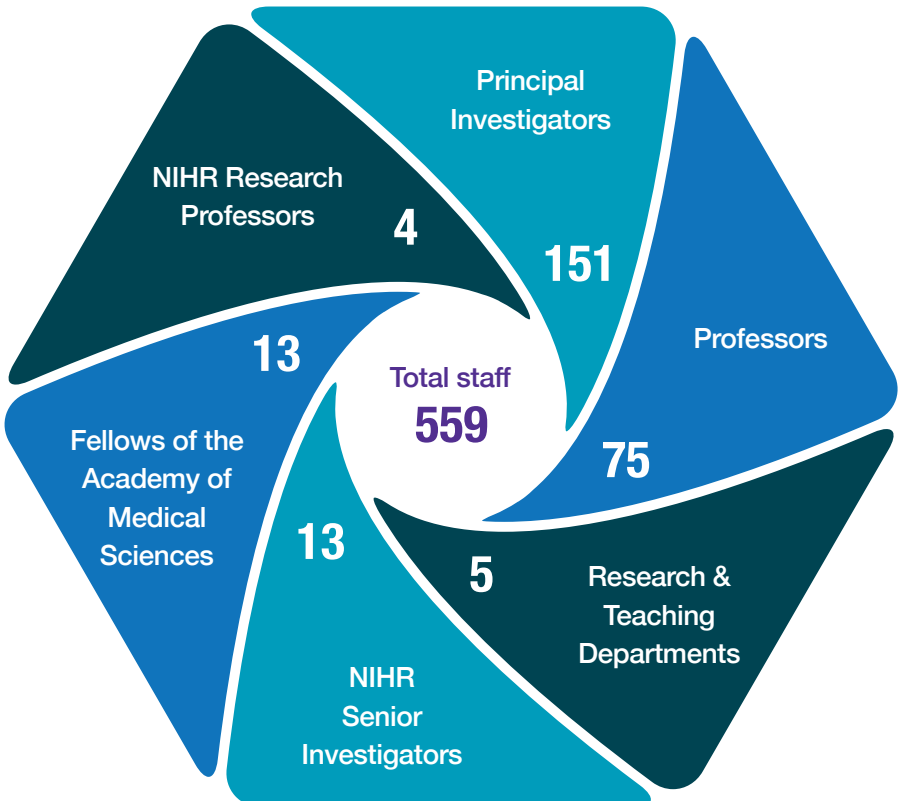 Principal
Investigators
151
Professors
75
Research &
Teaching
Departments
5
NIHR
Senior
Investigators
13
Fellows of the
Academy of
Medical
Sciences
13
NIHR Research
Professors
4
Total staff
559